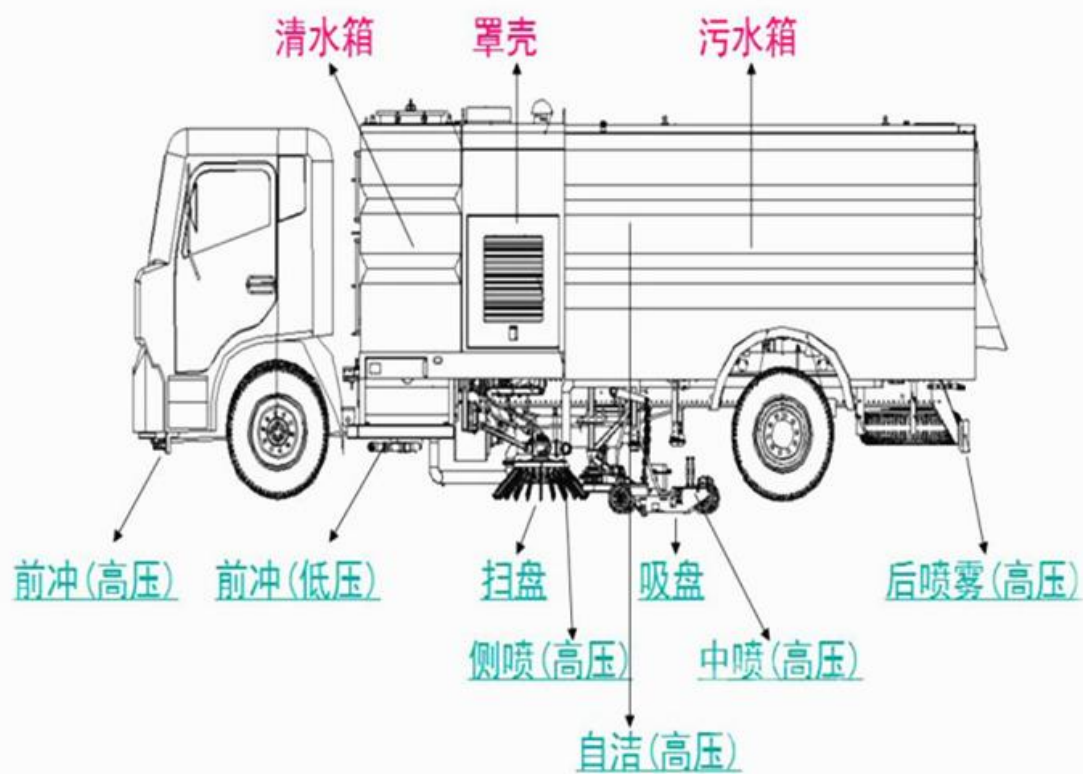 清水箱
罩壳
污水箱
前冲(高压)
前冲(低压)
扫盘
吸盘
后喷雾(高压)
侧喷(高压)
中喷(高压)
自洁(高压)